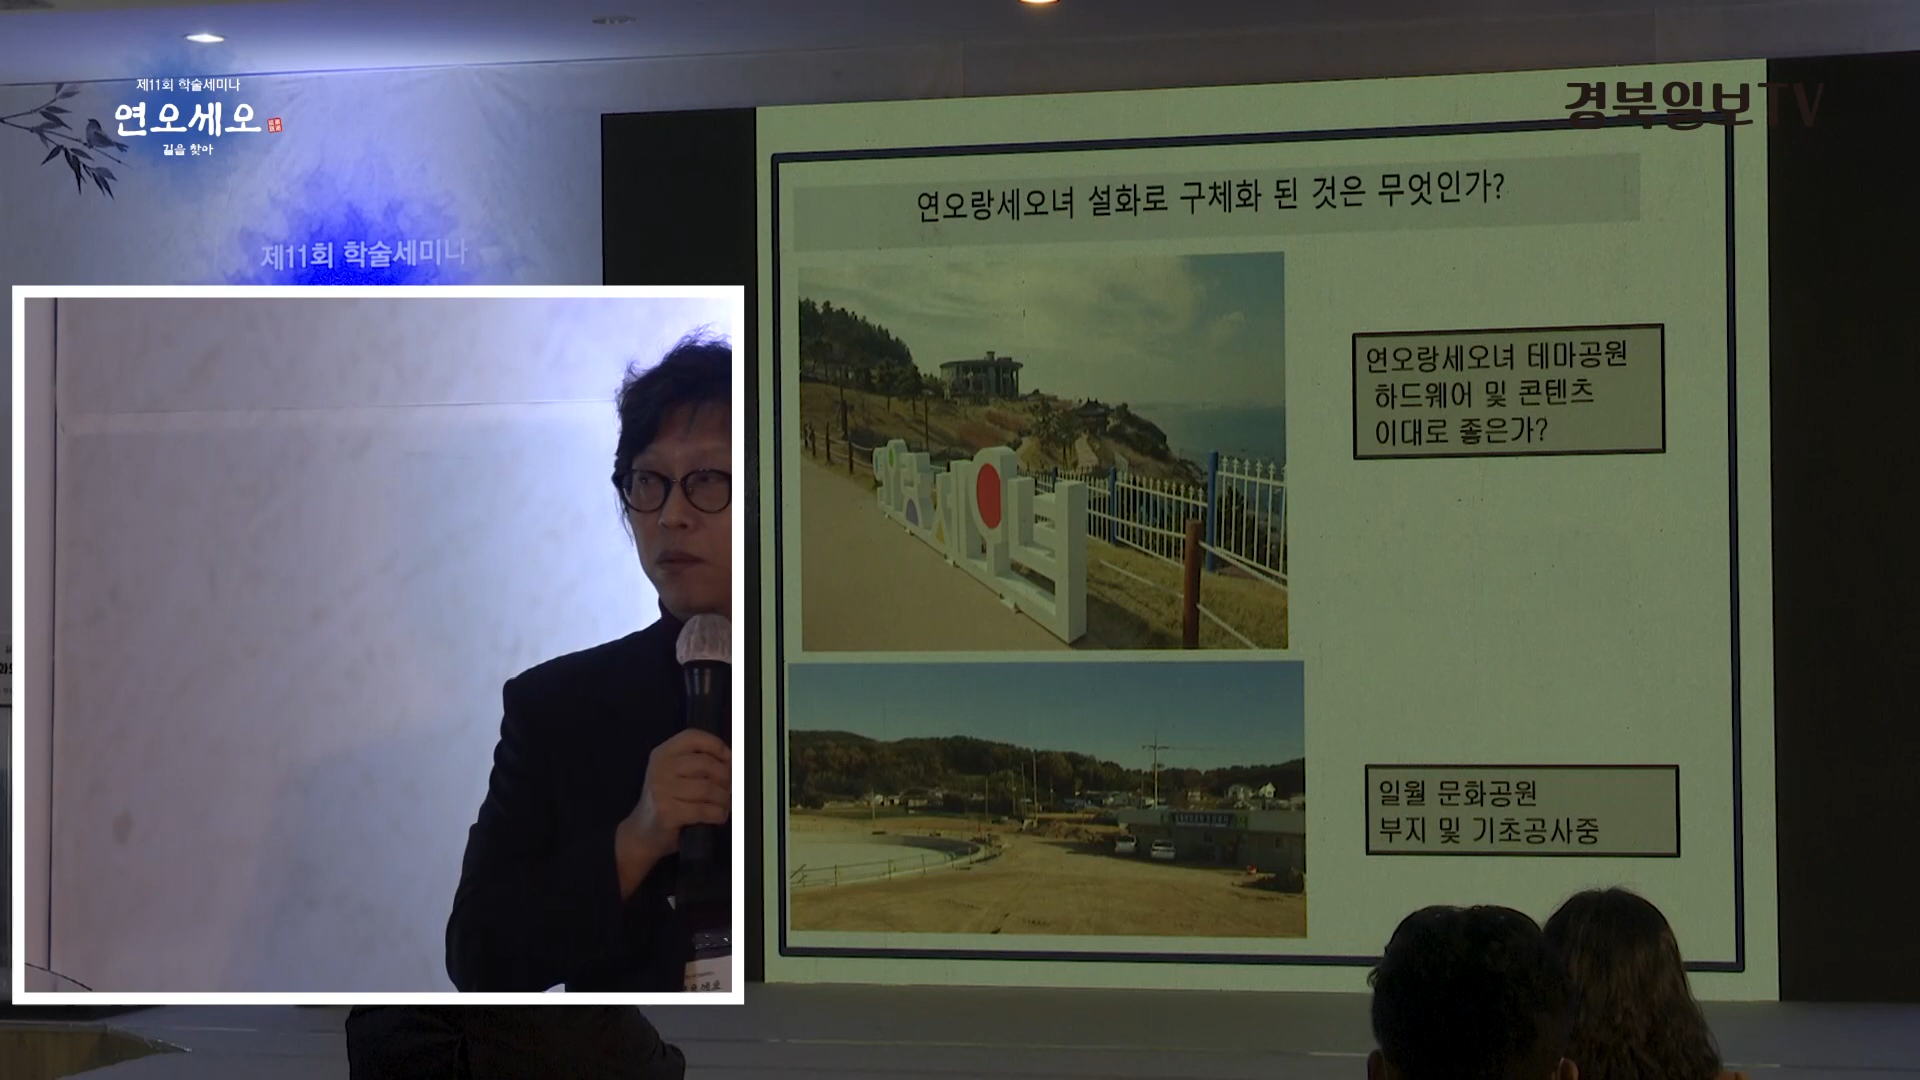 제11회 학술세미나
연오세오
길을 찾아
경북일보TV
제11회 학술세미나
연오랑세오녀 설화로 구체화 된 것은 무엇인가?
연오랑세오녀 테마공원
하드웨어 및 콘텐츠
이대로 좋은가?
일월 문화공원
부지 및 기초공사중